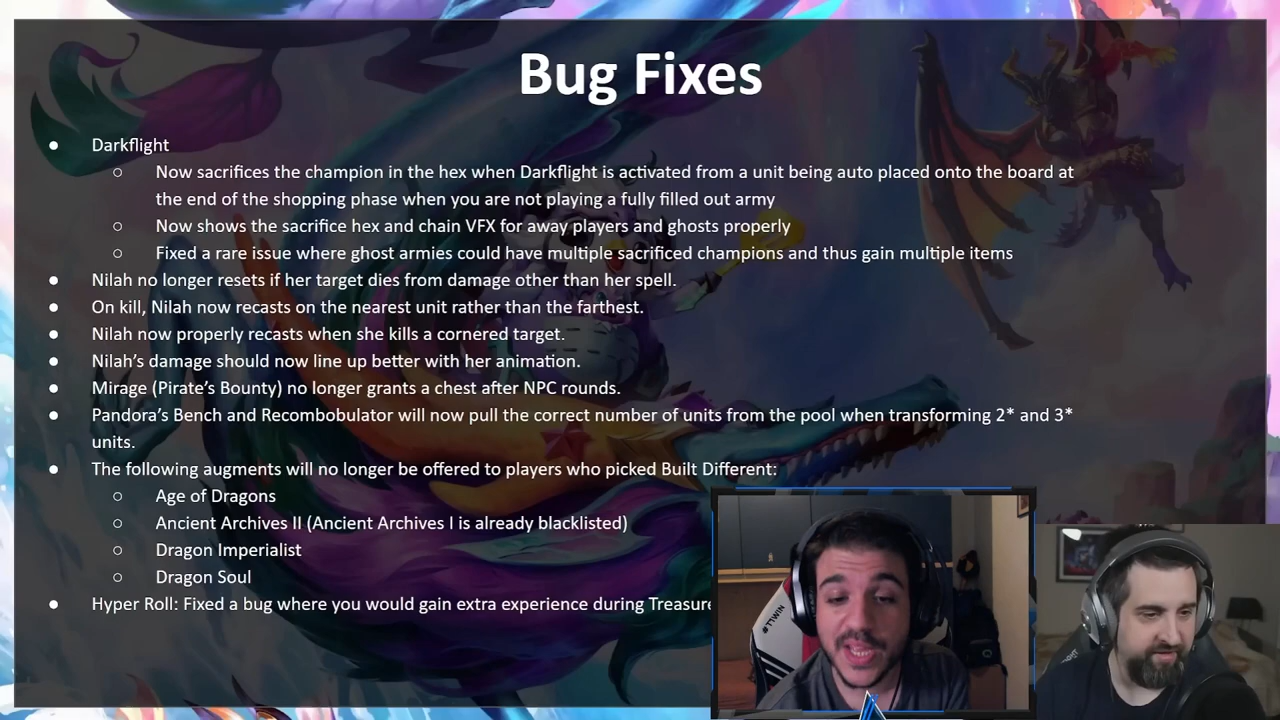 Bug Fixes
● Darkflight
○ Now sacrifices the champion in the hex when Darkflight is activated from a unit being auto placed onto the board at
the end of the shopping phase when you are not playing a fully filled out army
○ Now shows the sacrifice hex and chain VFX for away players and ghosts properly
○ Fixed a rare issue where ghost armies could have multiple sacrificed champions and thus gain multiple items
● Nilah no longer resets if her target dies from damage other than her spell.
● On kill, Nilah now recasts on the nearest unit rather than the farthest.
● Nilah now properly recasts when she kills a cornered target.
● Nilah’s damage should now line up better with her animation.
● Mirage (Pirate’s Bounty) no longer grants a chest after NPC rounds.
● Pandora’s Bench and Recombobulator will now pull the correct number of units from the pool when transforming 2* and 3*
units.
● The following augments will no longer be offered to players who picked Built Different:
○ Age of Dragons
○ Ancient Archives II (Ancient Archives I is already blacklisted)
○ Dragon Imperialist
○ Dragon Soul
● Hyper Roll: Fixed a bug where you would gain extra experience during Treasure
#TTWIN